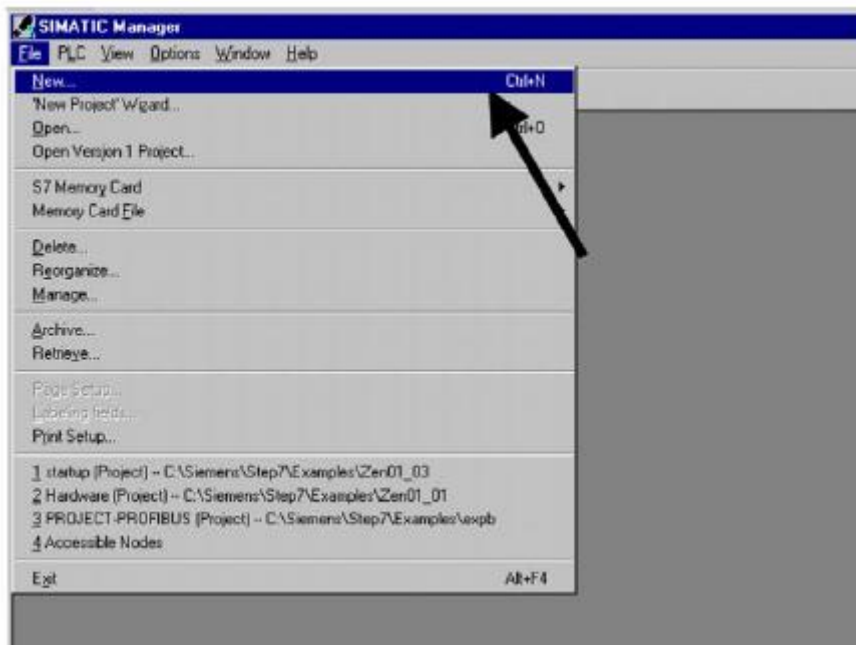 SIMATIC Manager
File PLC View Options Window Help
New... Ctrl+N
'New Project' Wizard...
Open...
Open Version 1 Project...
S7 Memory Card
Memory Card File
Delete...
Reorganize...
Manage...
Archive...
Retrieve...
Page Setup...
Labeling fields...
Print Setup...
1 startup (Project) -- C:\Siemens\Step7\Examples\Zen01_03
2 Hardware (Project) -- C:\Siemens\Step7\Examples\Zen01_01
3 PROJECT-PROFIBUS (Project) -- C:\Siemens\Step7\Examples\expb
4 Accessible Nodes
Exit Alt+F4